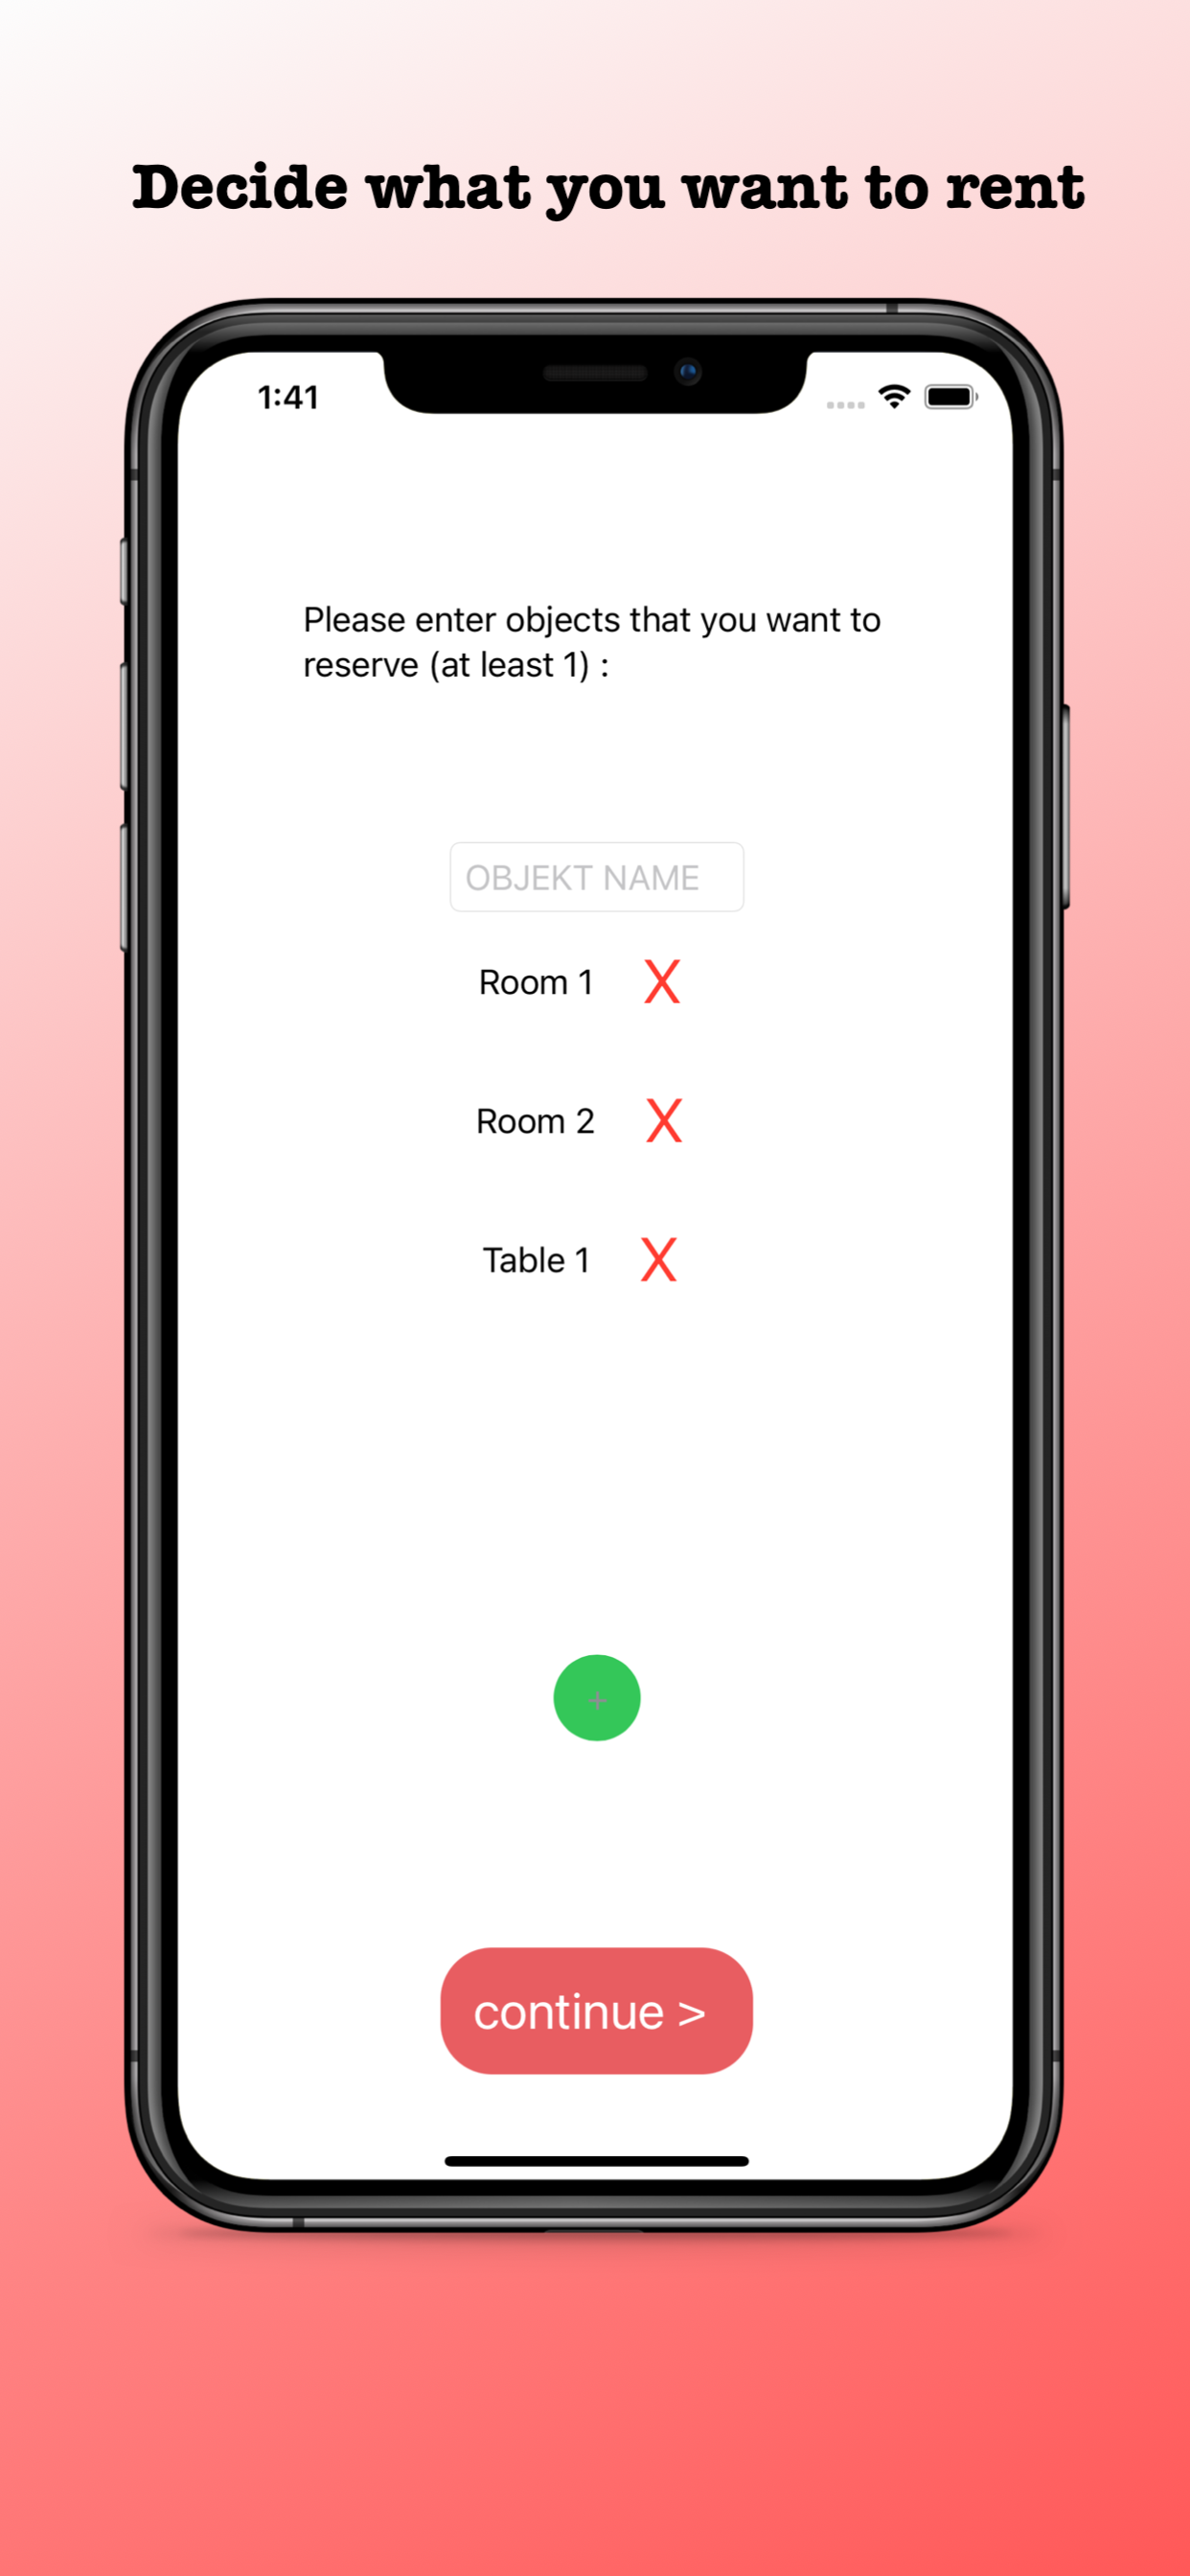 Decide what you want to rent
1:41
Please enter objects that you want to
reserve (at least 1) :
OBJEKT NAME
Room 1 X
Room 2 X
Table 1 X
+
continue >